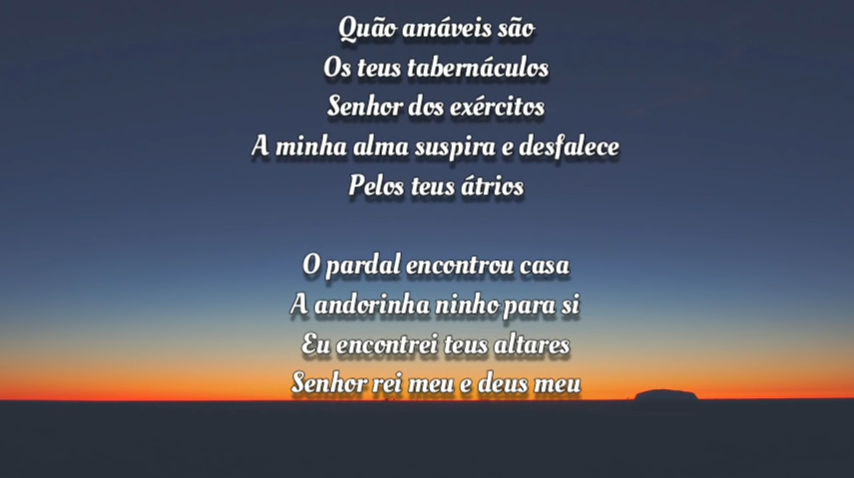 Quão amáveis são
Os teus tabernáculos
Senhor dos exércitos
A minha alma suspira e desfalece
Pelos teus átrios
O pardal encontrou casa
A andorinha ninho para si
Eu encontrei teus altares
Senhor rei meu e deus meu